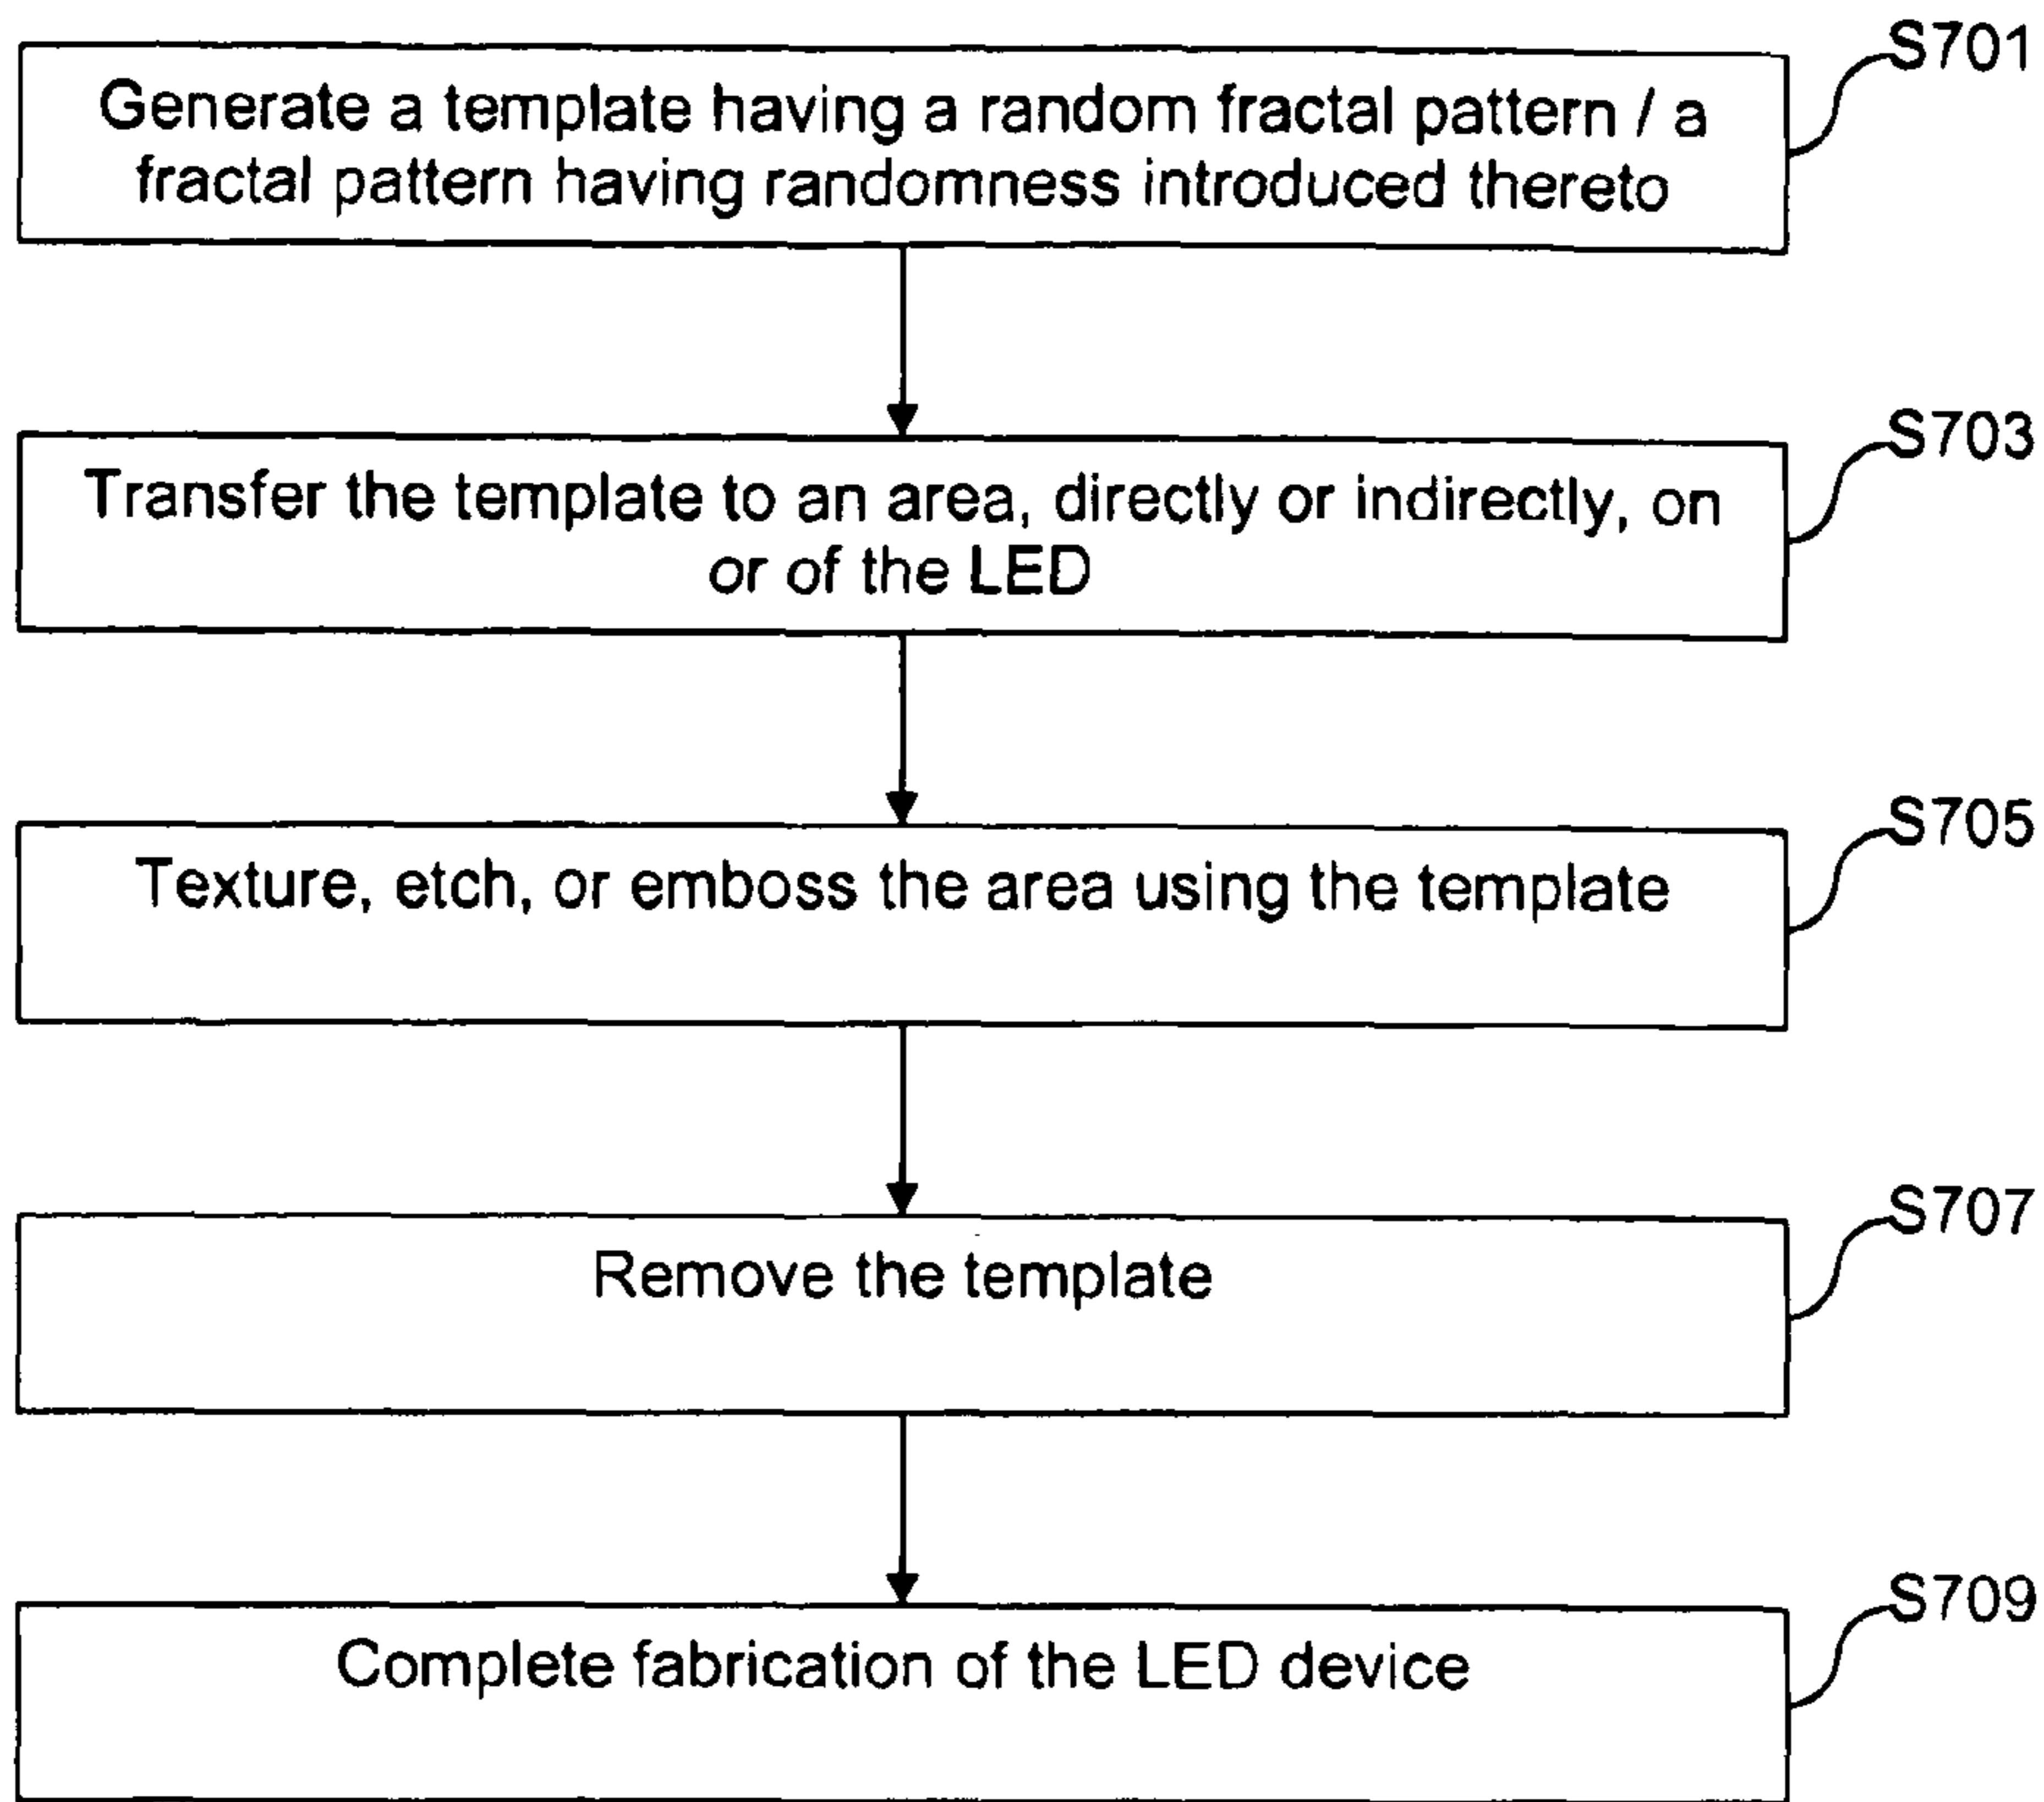 S701
Generate a template having a random fractal pattern / a
fractal pattern having randomness introduced thereto
S703
Transfer the template to an area, directly or indirectly, on
or of the LED
S705
Texture, etch, or emboss the area using the template
S707
Remove the template
S709
Complete fabrication of the LED device